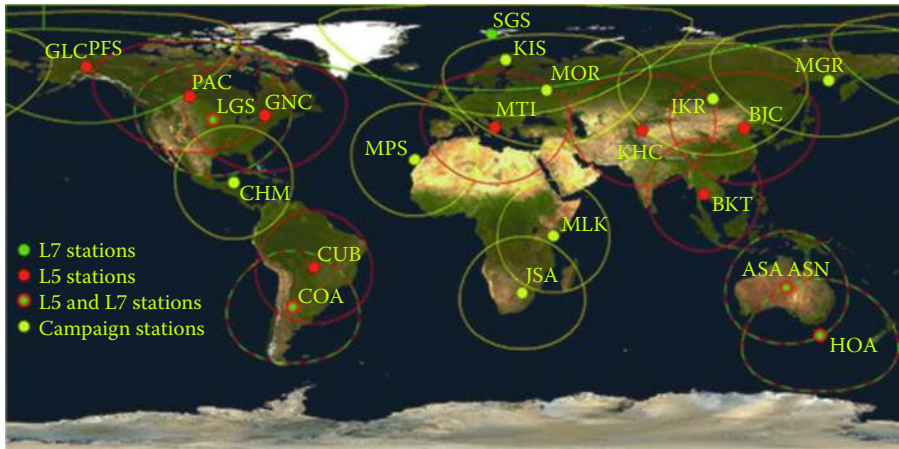 SGS
GLC PFS
KIS
MOR
MGR
PAC
LGS
GNC
MTI
IKR
BJC
MPS
KHC
CHM
BKT
MLK
L7 stations
CUB
L5 stations
JSA
ASA ASN
COA
L5 and L7 stations
Campaign stations
HOA